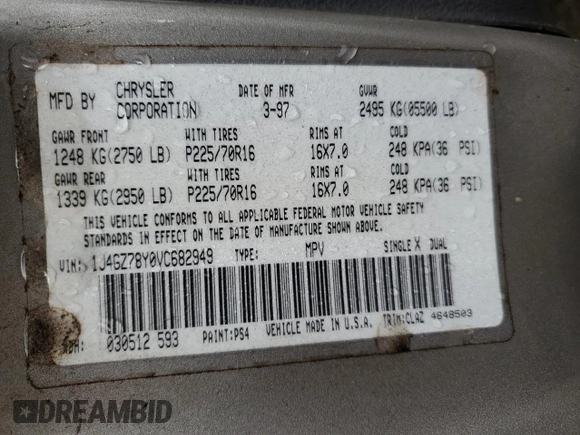 MFD BY CHRYSLER CORPORATION DATE OF MFR 3-97 GVWR 2495 KG(05500 LB)
GAWR FRONT WITH TIRES RIMS AT COLD
1248 KG(2750 LB) P225/70R16 16X7.0 248 KPA(36 PSI)
GAWR REAR WITH TIRES RIMS AT COLD
1339 KG(2950 LB) P225/70R16 16X7.0 248 KPA(36 PSI)
THIS VEHICLE CONFORMS TO ALL APPLICABLE FEDERAL MOTOR VEHICLE SAFETY
STANDARDS IN EFFECT ON THE DATE OF MANUFACTURE SHOWN ABOVE.
VIN: 1J4GZ78Y0VC682949 TYPE: MPV SINGLE X DUAL
MDH: 030512 593 PAINT:PS4 VEHICLE MADE IN U.S.A. TRIM:CLAZ 4648503
DREAMBID